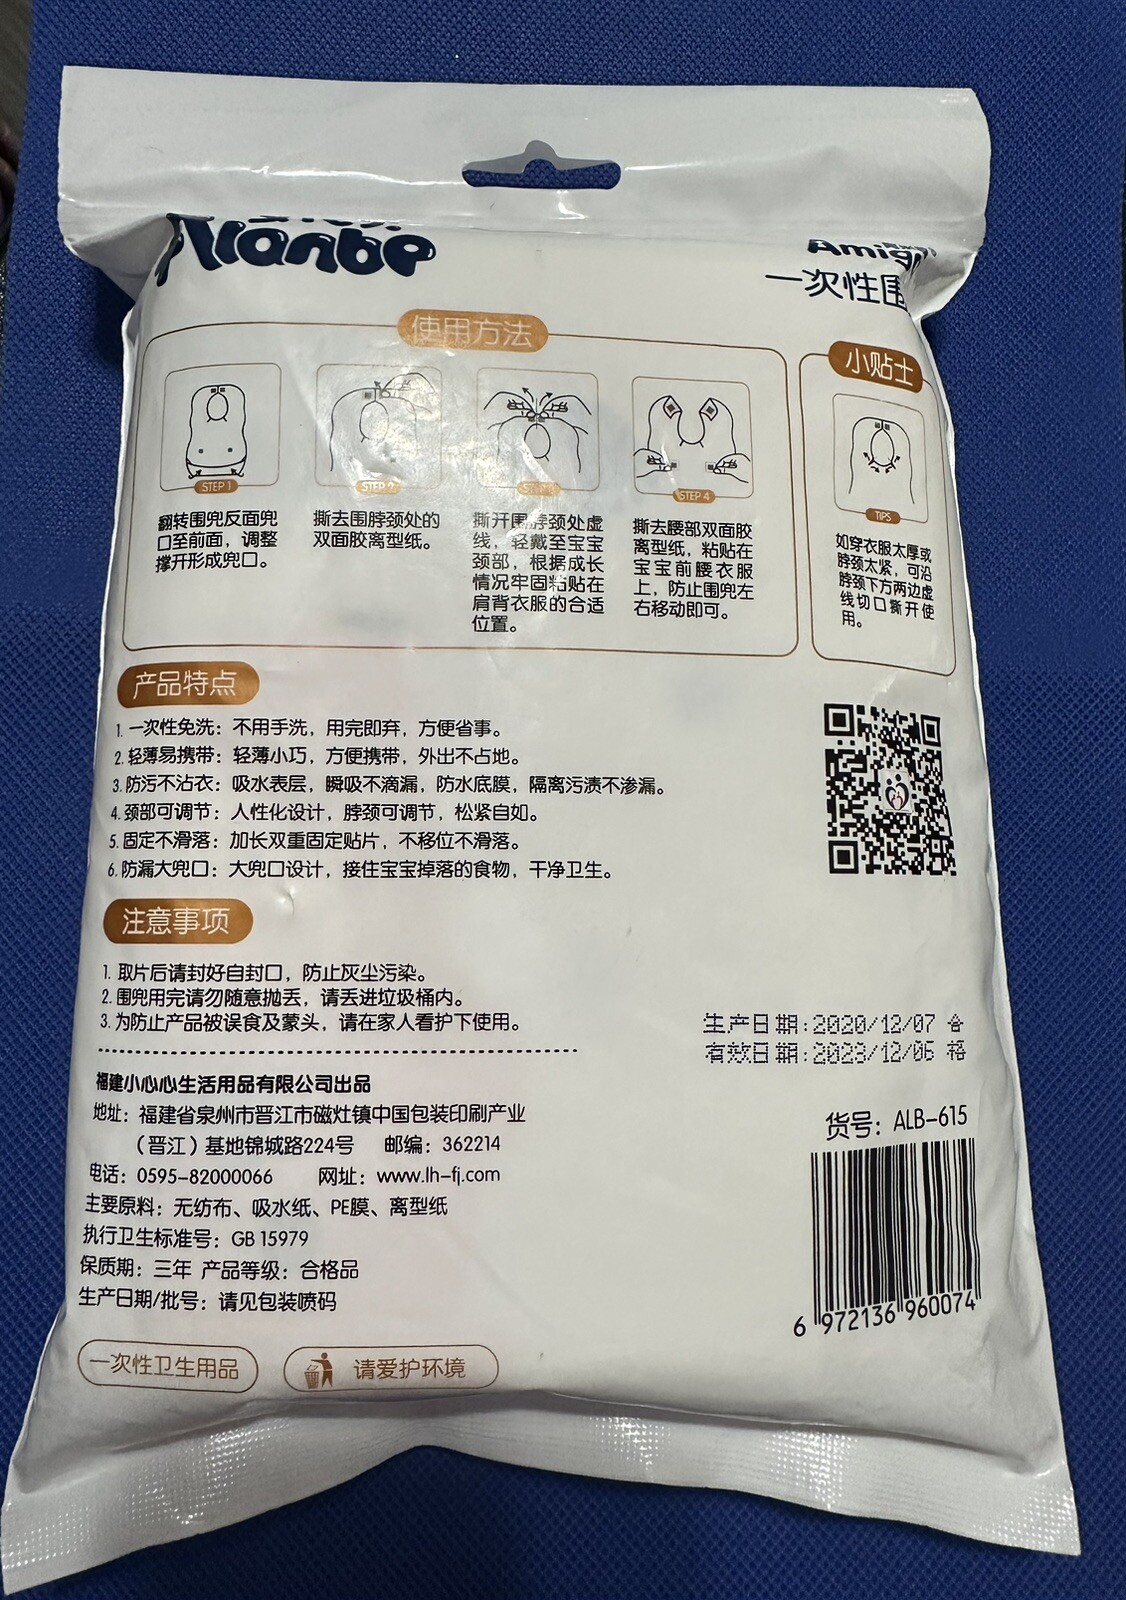 一次性围
使用方法
小贴士
STEP 1
翻转围兜反面兜
口至前面，调整
撑开形成兜口。
STEP 2
撕去围脖颈处的
双面胶离型纸。
STEP 3
撕开围脖颈处虚
线，轻戴至宝宝
颈部，根据成长
情况牢固粘贴在
肩背衣服的合适
位置。
STEP 4
撕去腰部双面胶
离型纸，粘贴在
宝宝前腰衣服
上，防止围兜左
右移动即可。
TIPS
如穿衣服太厚或
脖颈太紧，可沿
脖颈下方两边虚
线切口撕开使
用。
产品特点
1. 一次性免洗：不用手洗，用完即弃，方便省事。
2. 轻薄易携带：轻薄小巧，方便携带，外出不占地。
3. 防污不沾衣：吸水表层，瞬吸不滴漏，防水底膜，隔离污渍不渗漏。
4. 颈部可调节：人性化设计，脖颈可调节，松紧自如。
5. 固定不滑落：加长双重固定贴片，不移位不滑落。
6. 防漏大兜口：大兜口设计，接住宝宝掉落的食物，干净卫生。
注意事项
1. 取片后请封好自封口，防止灰尘污染。
2. 围兜用完请勿随意抛丢，请丢进垃圾桶内。
3. 为防止产品被误食及蒙头，请在家人看护下使用。
生产日期:2020/12/07 合
有效日期:2023/12/06 格
福建小心心生活用品有限公司出品
地址：福建省泉州市晋江市磁灶镇中国包装印刷产业
（晋江）基地锦城路224号 邮编：362214
电话：0595-82000066 网址：www.lh-fj.com
主要原料：无纺布、吸水纸、PE膜、离型纸
执行卫生标准号：GB 15979
保质期：三年 产品等级：合格品
生产日期/批号：请见包装喷码
货号：ALB-615
6 972136 960074
一次性卫生用品
请爱护环境